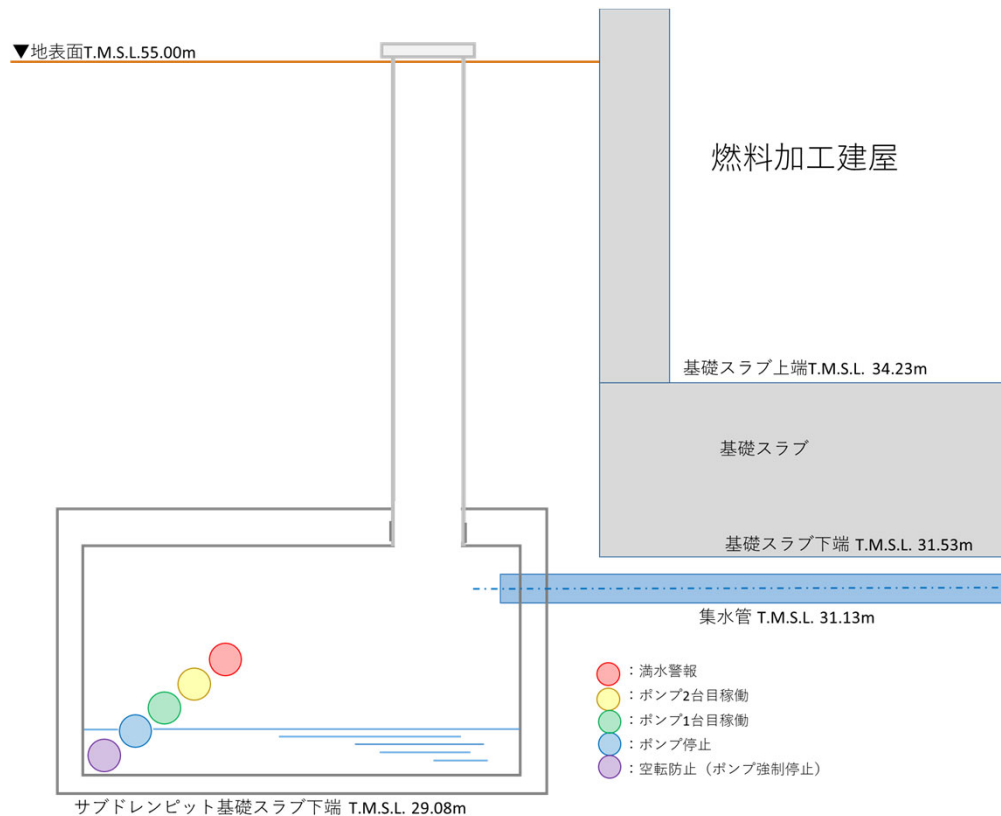 ▼地表面T.M.S.L.55.00m
燃料加工建屋
基礎スラブ上端T.M.S.L. 34.23m
基礎スラブ
基礎スラブ下端 T.M.S.L. 31.53m
集水管 T.M.S.L. 31.13m
：満水警報
：ポンプ2台目稼働
：ポンプ1台目稼働
：ポンプ停止
：空転防止（ポンプ強制停止）
サブドレンピット基礎スラブ下端 T.M.S.L. 29.08m